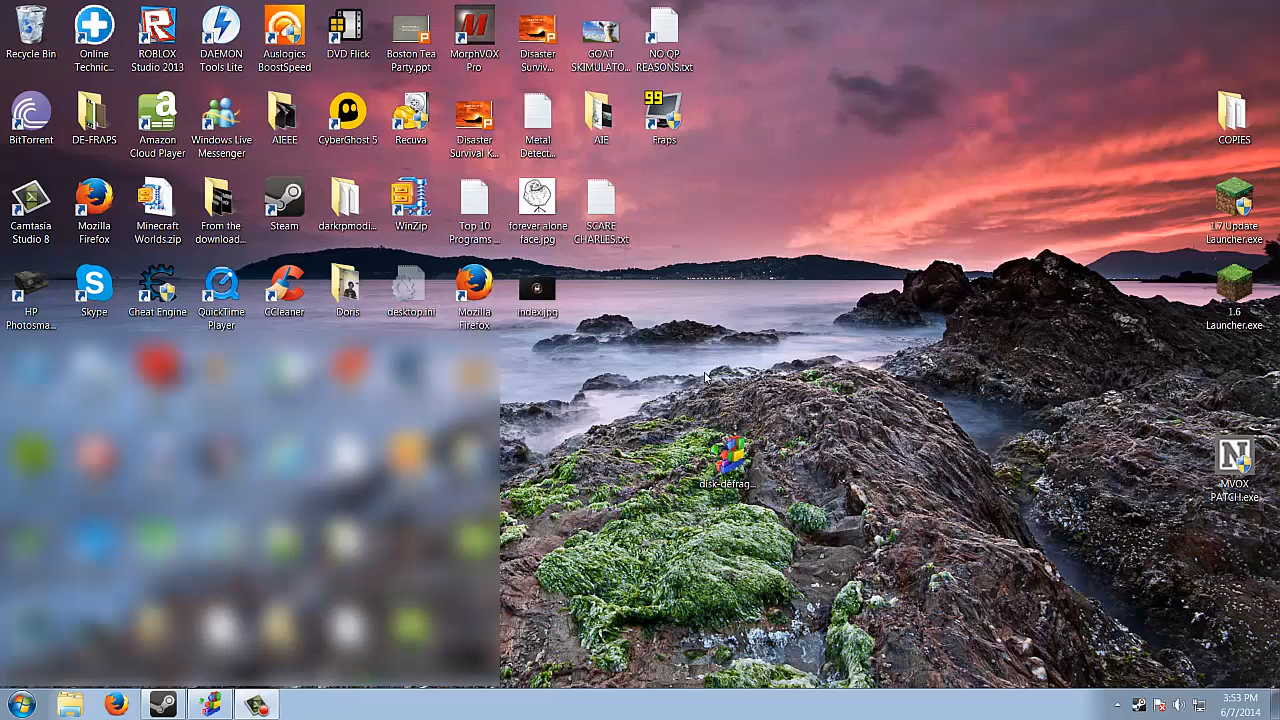 Recycle Bin
Online
Technic...
ROBLOX
Studio 2013
DAEMON
Tools Lite
Auslogics
BoostSpeed
DVD Flick
Boston Tea
Party.ppt
MorphVOX
Pro
Disaster
Surviv...
GOAT
SKIMULATO...
NO QP
REASONS.txt
BitTorrent
DE-FRAPS
Amazon
Cloud Player
Windows Live
Messenger
AIEEE
CyberGhost 5
Recuva
Disaster
Survival K...
Metal
Detect...
AIE
99
Fraps
COPIES
Camtasia
Studio 8
Mozilla
Firefox
Minecraft
Worlds.zip
From the
download...
Steam
darkrpmodi...
WinZip
Top 10
Programs ...
forever alone
face.jpg
SCARE
CHARLES.txt
1.7 Update
Launcher.exe
HP
Photosma...
Skype
Cheat Engine
QuickTime
Player
CCleaner
Doris
desktop.ini
Mozilla
Firefox
index.jpg
1.6
Launcher.exe
disk-defrag...
N
MVOX
PATCH.exe
3:53 PM
6/7/2014